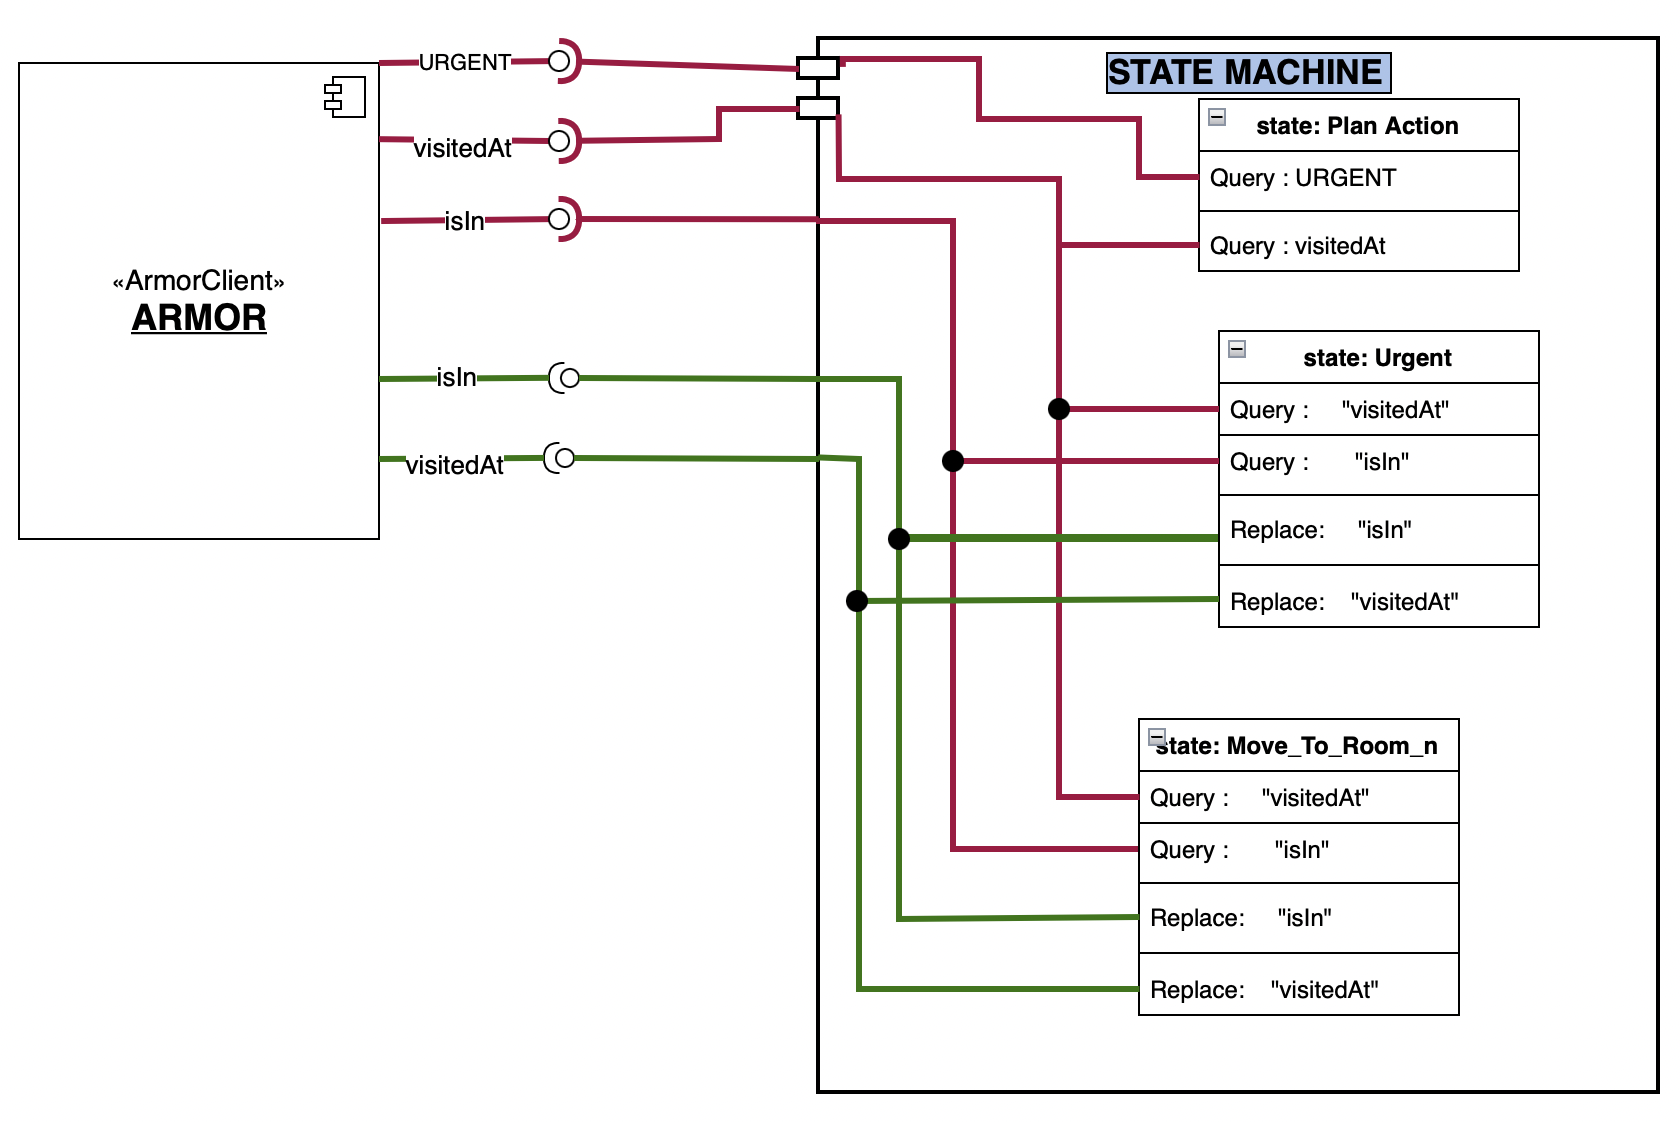 URGENT
visitedAt
isIn
«ArmorClient»
ARMOR
isIn
visitedAt
STATE MACHINE
state: Plan Action
Query : URGENT
Query : visitedAt
state: Urgent
Query : "visitedAt"
Query : "isIn"
Replace: "isIn"
Replace: "visitedAt"
state: Move_To_Room_n
Query : "visitedAt"
Query : "isIn"
Replace: "isIn"
Replace: "visitedAt"